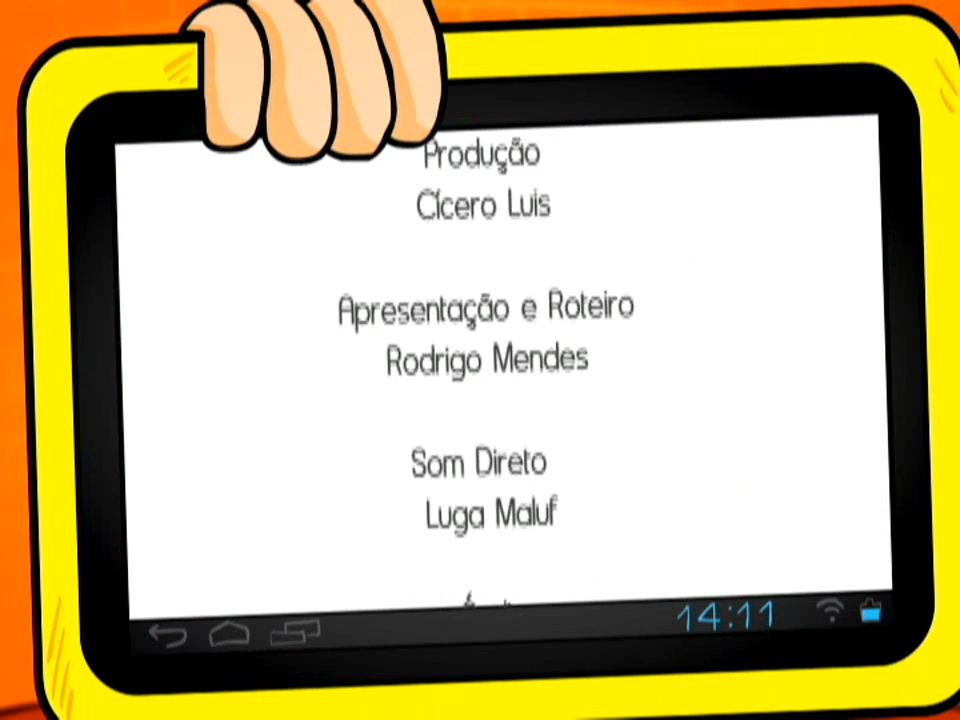 Produção
Cícero Luis
Apresentação e Roteiro
Rodrigo Mendes
Som Direto
Luga Maluf
14:11